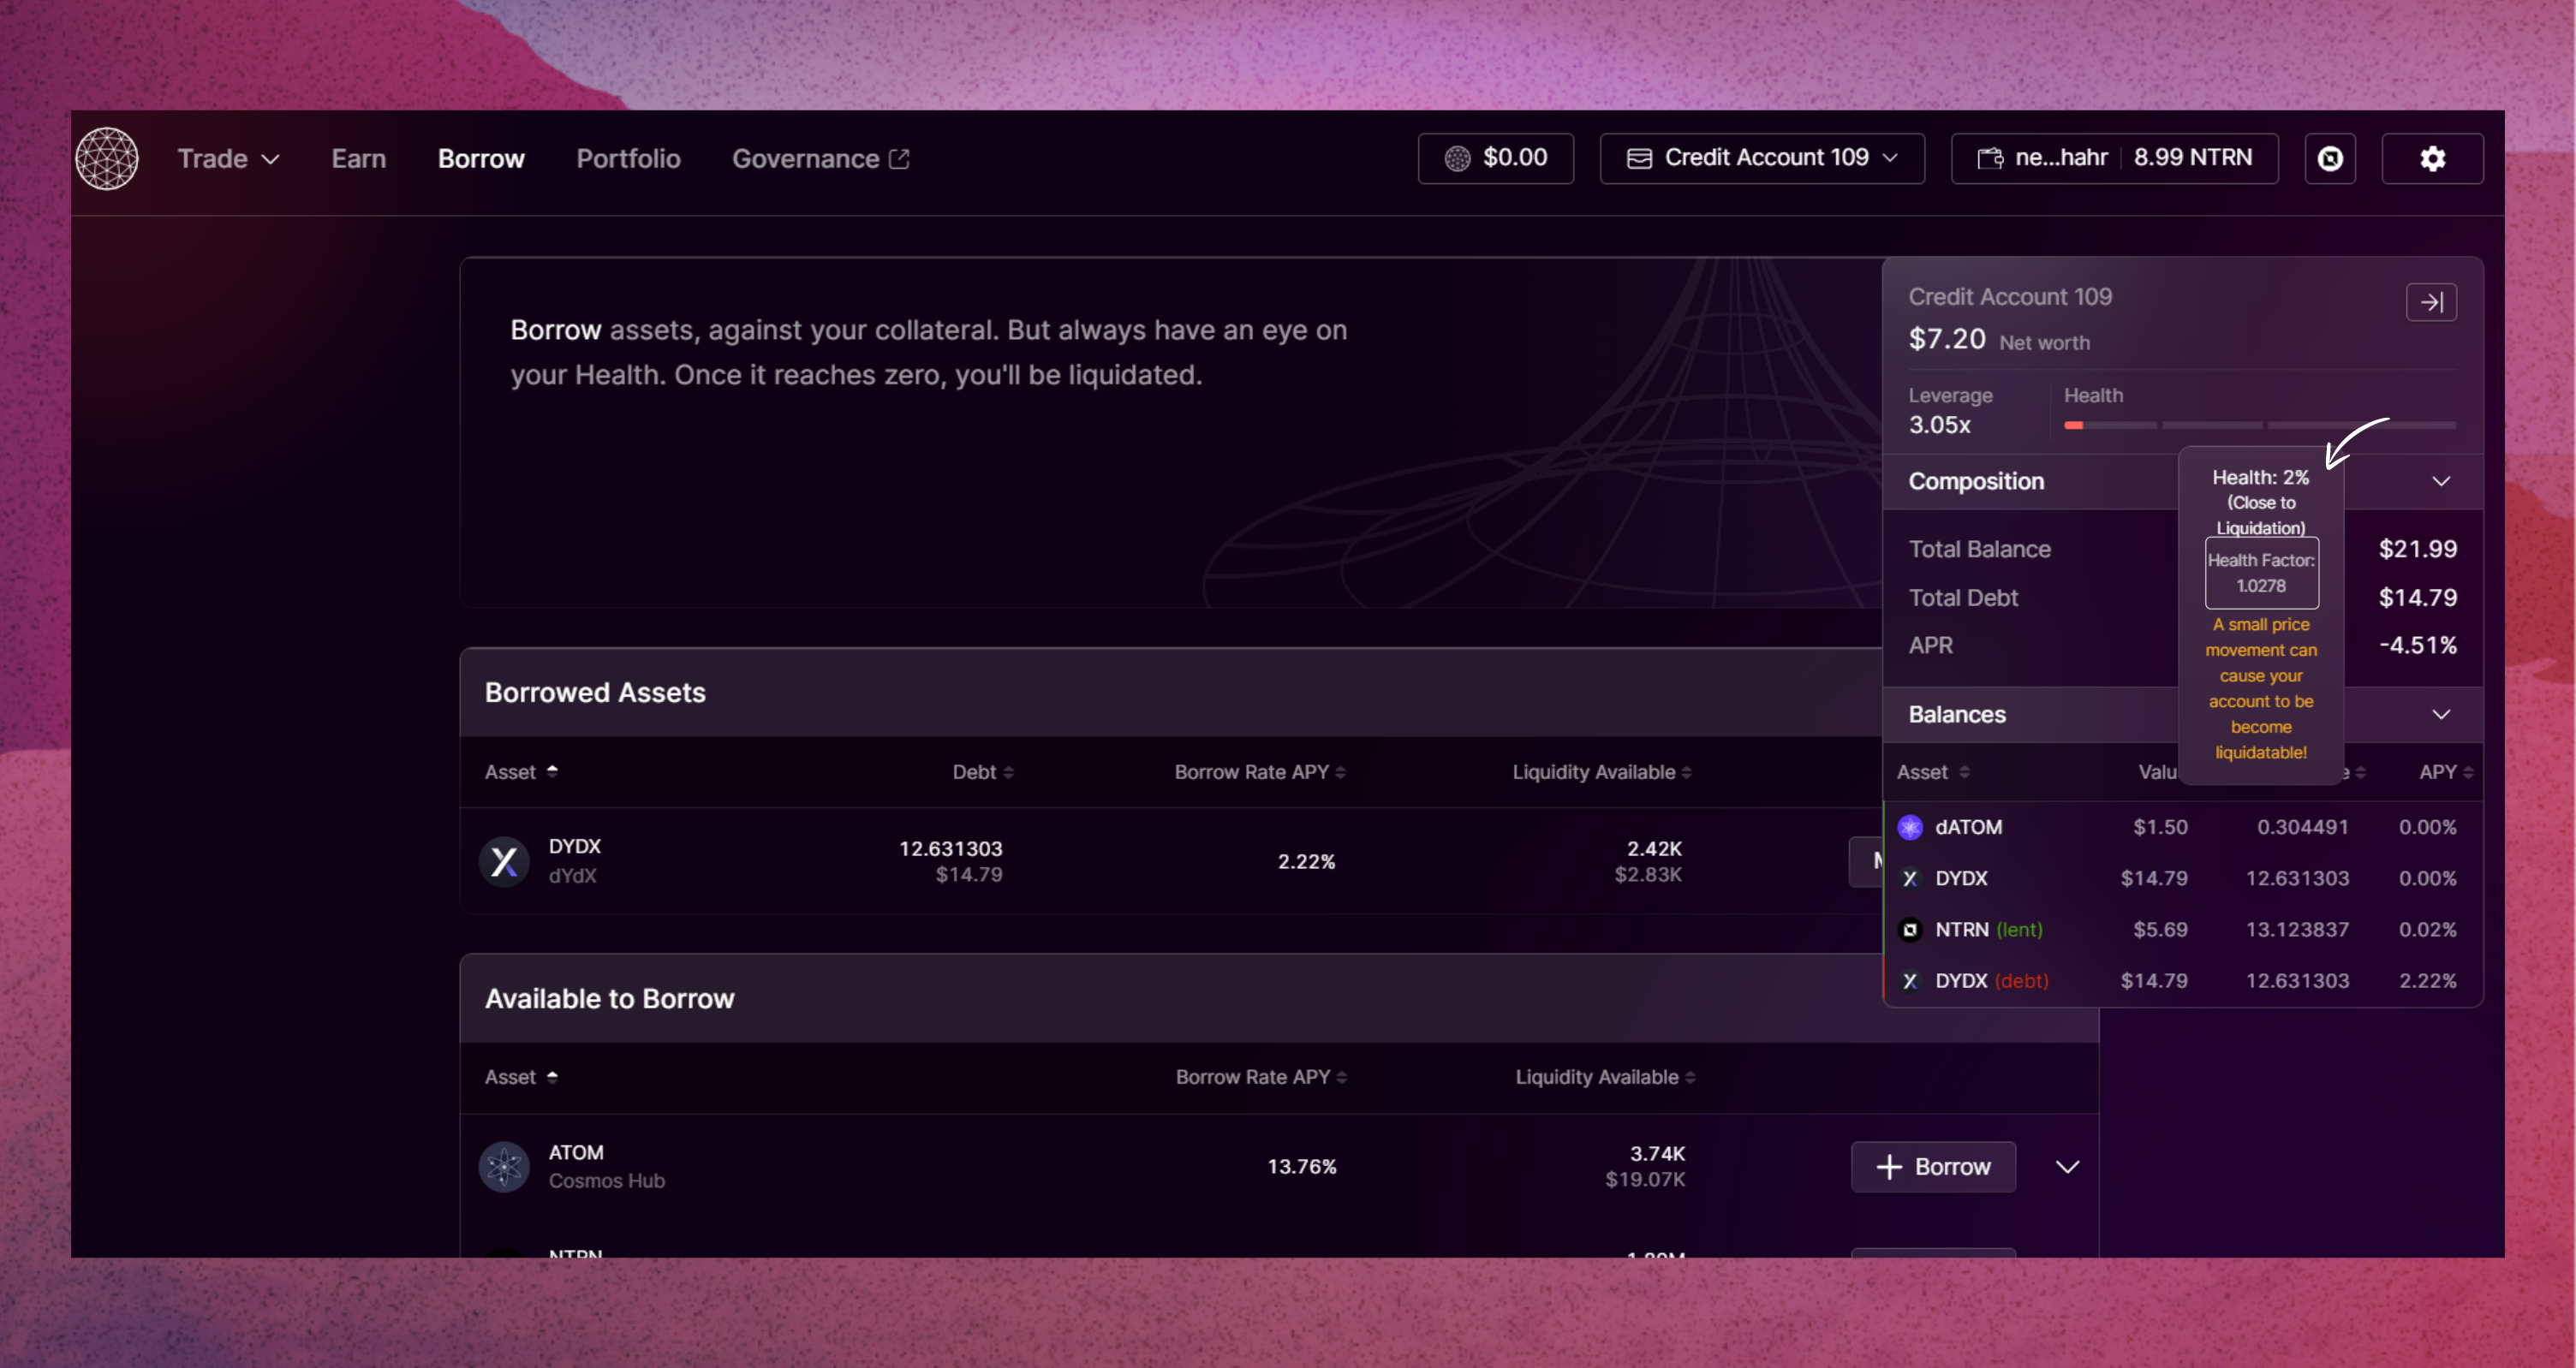 Trade Earn Borrow Portfolio Governance $0.00 Credit Account 109 ne...hahr 8.99 NTRN
Borrow assets, against your collateral. But always have an eye on
your Health. Once it reaches zero, you'll be liquidated.
Credit Account 109
$7.20 Net worth
Leverage Health
3.05x
Composition
Health: 2%
(Close to
Liquidation)
Health Factor:
1.0278
A small price
movement can
cause your
account to be
become
liquidatable!
Total Balance $21.99
Total Debt $14.79
APR -4.51%
Balances
Asset APY
dATOM $1.50 0.304491 0.00%
DYDX $14.79 12.631303 0.00%
NTRN (lent) $5.69 13.123837 0.02%
DYDX (debt) $14.79 12.631303 2.22%
Borrowed Assets
Asset Debt Borrow Rate APY Liquidity Available
DYDX 12.631303 2.22% 2.42K
dYdX $14.79 $2.83K
Available to Borrow
Asset Borrow Rate APY Liquidity Available
ATOM 13.76% 3.74K Borrow
Cosmos Hub $19.07K
NTRN